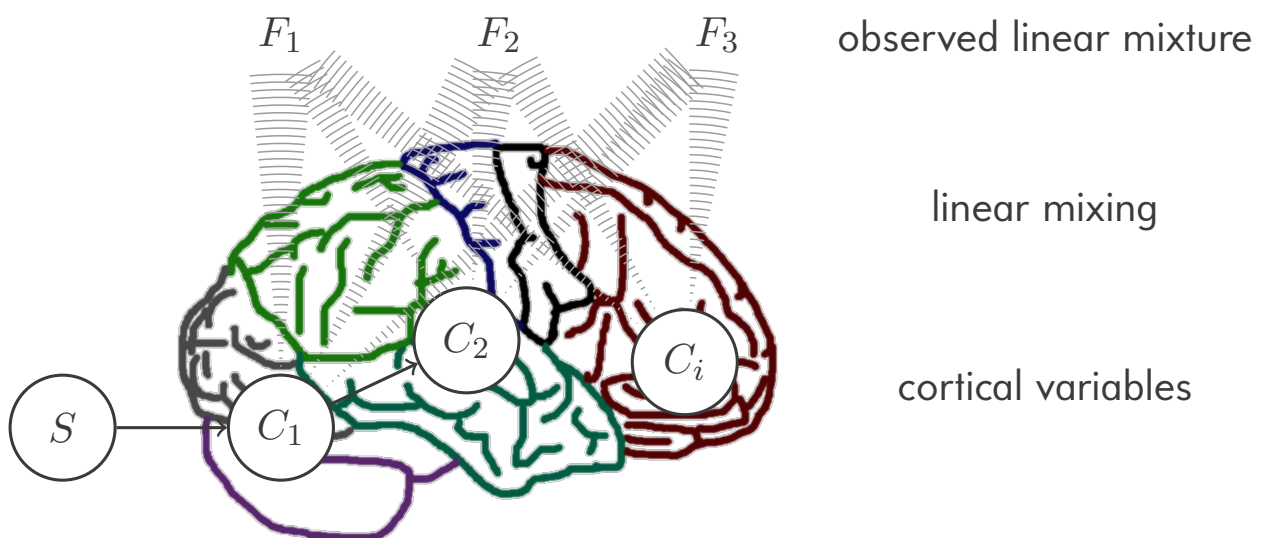 F₁ F₂ F₃ observed linear mixture
linear mixing
C₂
Cᵢ
cortical variables
S
C₁